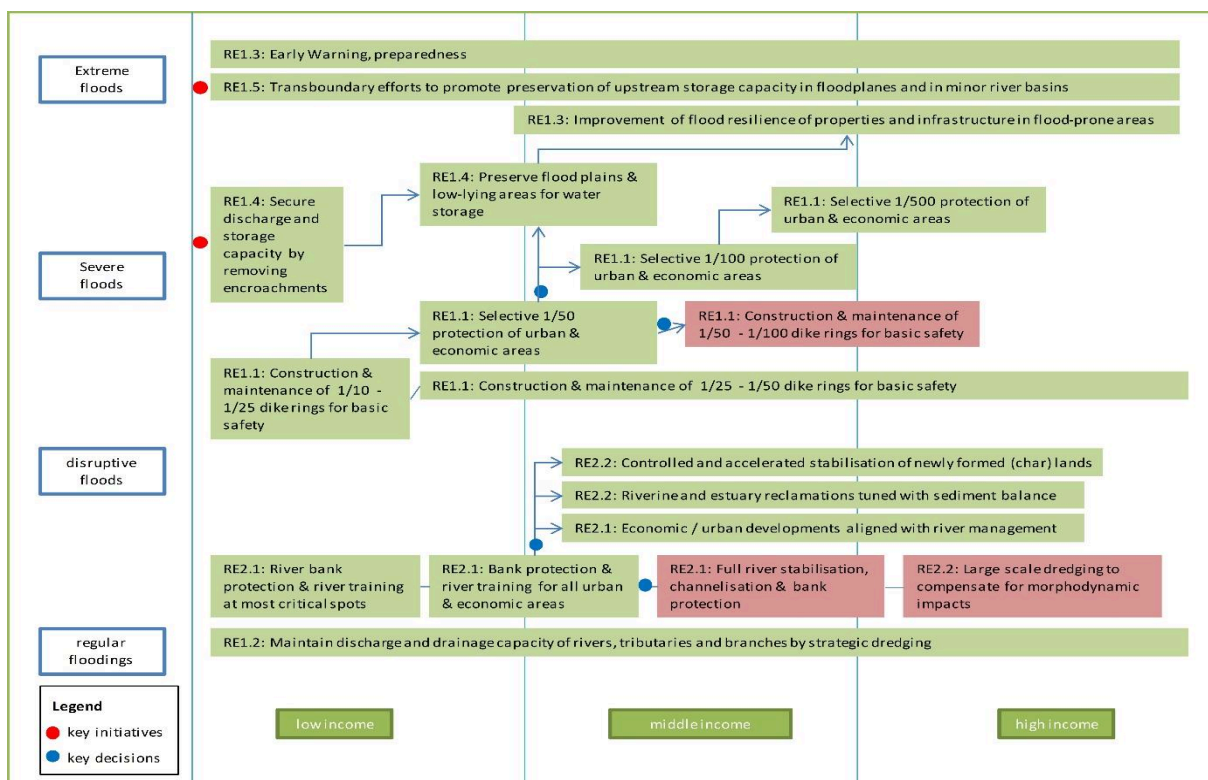 Extreme
floods
RE1.3: Early Warning, preparedness
RE1.5: Transboundary efforts to promote preservation of upstream storage capacity in floodplanes and in minor river basins
RE1.3: Improvement of flood resilience of properties and infrastructure in flood-prone areas
Severe
floods
RE1.4: Secure
discharge and
storage
capacity by
removing
encroachments
RE1.4: Preserve flood plains &
low-lying areas for water
storage
RE1.1: Selective 1/500 protection of
urban & economic areas
RE1.1: Selective 1/100 protection of
urban & economic areas
RE1.1: Selective 1/50
protection of urban &
economic areas
RE1.1: Construction & maintenance of
1/50 - 1/100 dike rings for basic safety
RE1.1: Construction &
maintenance of 1/10 -
1/25 dike rings for basic
safety
RE1.1: Construction & maintenance of 1/25 - 1/50 dike rings for basic safety
disruptive
floods
RE2.2: Controlled and accelerated stabilisation of newly formed (char) lands
RE2.2: Riverine and estuary reclamations tuned with sediment balance
RE2.1: Economic / urban developments aligned with river management
RE2.1: River bank
protection & river training
at most critical spots
RE2.1: Bank protection &
river training for all urban
& economic areas
RE2.1: Full river stabilisation,
channelisation & bank
protection
RE2.2: Large scale dredging to
compensate for morphodynamic
impacts
regular
floodings
RE1.2: Maintain discharge and drainage capacity of rivers, tributaries and branches by strategic dredging
Legend
key initiatives
key decisions
low income
middle income
high income